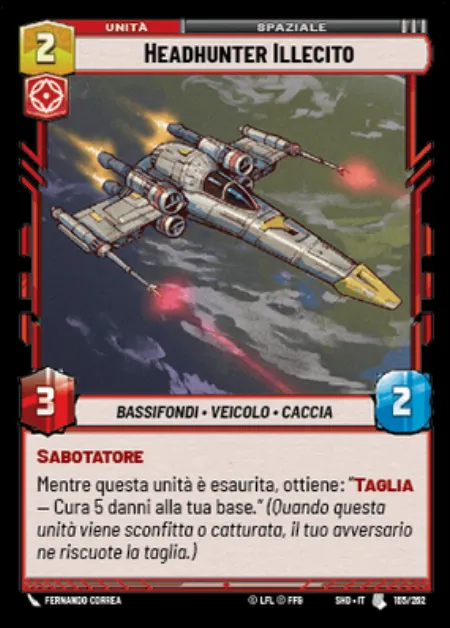 UNITÀ
SPAZIALE
2
HEADHUNTER ILLECITO
3
BASSIFONDI • VEICOLO • CACCIA
2
SABOTATORE
Mentre questa unità è esaurita, ottiene: “TAGLIA
— Cura 5 danni alla tua base.” (Quando questa
unità viene sconfitta o catturata, il tuo avversario
ne riscuote la taglia.)
FERNANDO CORREA
© LFL © FFG
SHD • IT
165/262